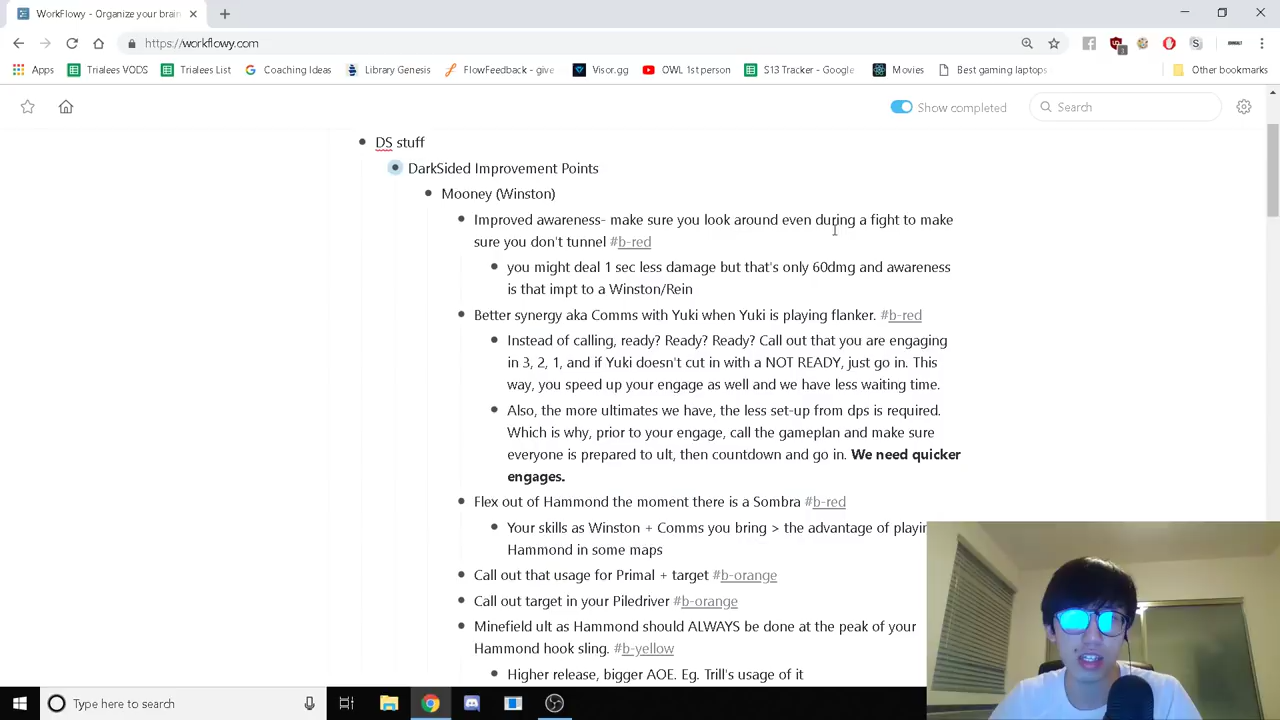 WorkFlowy - Organize your brain
https://workflowy.com
Apps
Trialees VODS
Trialees List
Coaching Ideas
Library Genesis
FlowFeedback - give
Visor.gg
OWL 1st person
S13 Tracker - Google
Movies
Best gaming laptops
Other bookmarks
Show completed
Search
DS stuff
DarkSided Improvement Points
Mooney (Winston)
Improved awareness- make sure you look around even during a fight to make
sure you don't tunnel #b-red
you might deal 1 sec less damage but that's only 60dmg and awareness
is that impt to a Winston/Rein
Better synergy aka Comms with Yuki when Yuki is playing flanker. #b-red
Instead of calling, ready? Ready? Ready? Call out that you are engaging
in 3, 2, 1, and if Yuki doesn't cut in with a NOT READY, just go in. This
way, you speed up your engage as well and we have less waiting time.
Also, the more ultimates we have, the less set-up from dps is required.
Which is why, prior to your engage, call the gameplan and make sure
everyone is prepared to ult, then countdown and go in. We need quicker
engages.
Flex out of Hammond the moment there is a Sombra #b-red
Your skills as Winston + Comms you bring > the advantage of playin
Hammond in some maps
Call out that usage for Primal + target #b-orange
Call out target in your Piledriver #b-orange
Minefield ult as Hammond should ALWAYS be done at the peak of your
Hammond hook sling. #b-yellow
Higher release, bigger AOE. Eg. Trill's usage of it
Type here to search